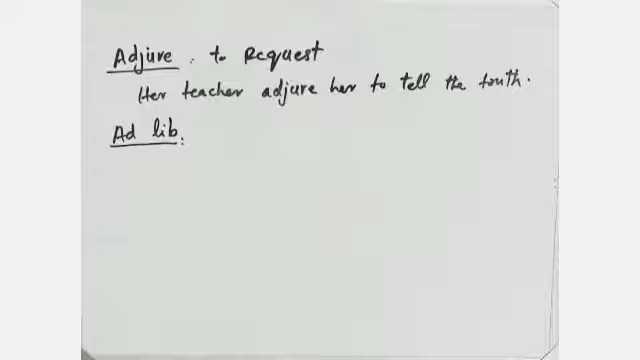 Adjure : to Request
Her teacher adjure her to tell the truth.
Ad lib :